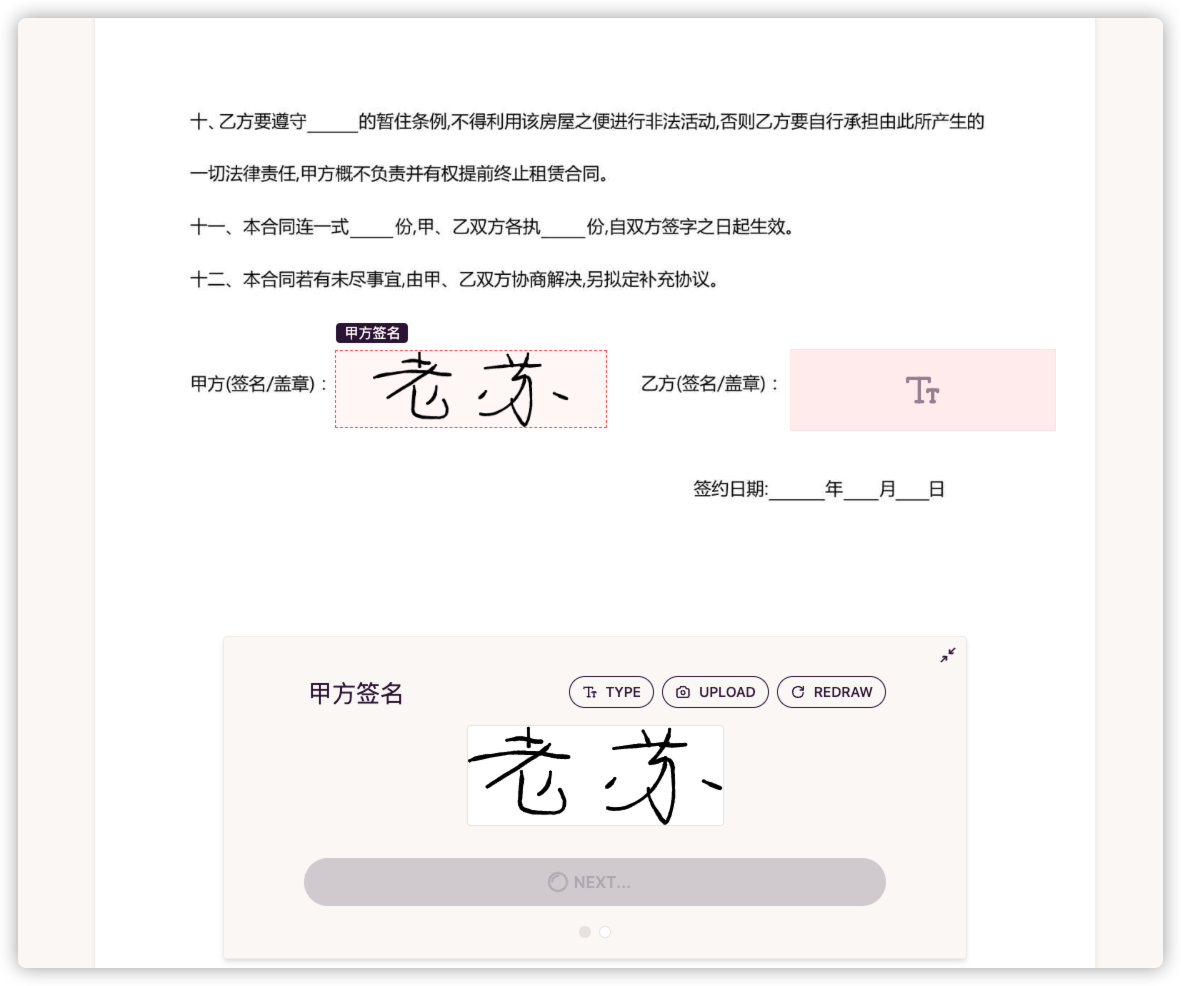 十、乙方要遵守_____的暂住条例,不得利用该房屋之便进行非法活动,否则乙方要自行承担由此所产生的
一切法律责任,甲方概不负责并有权提前终止租赁合同。
十一、本合同连一式____份,甲、乙双方各执____份,自双方签字之日起生效。
十二、本合同若有未尽事宜,由甲、乙双方协商解决,另拟定补充协议。
甲方签名
甲方(签名/盖章)： 老苏 乙方(签名/盖章)：
签约日期:_____年___月___日
甲方签名 TYPE UPLOAD REDRAW
老苏
NEXT...